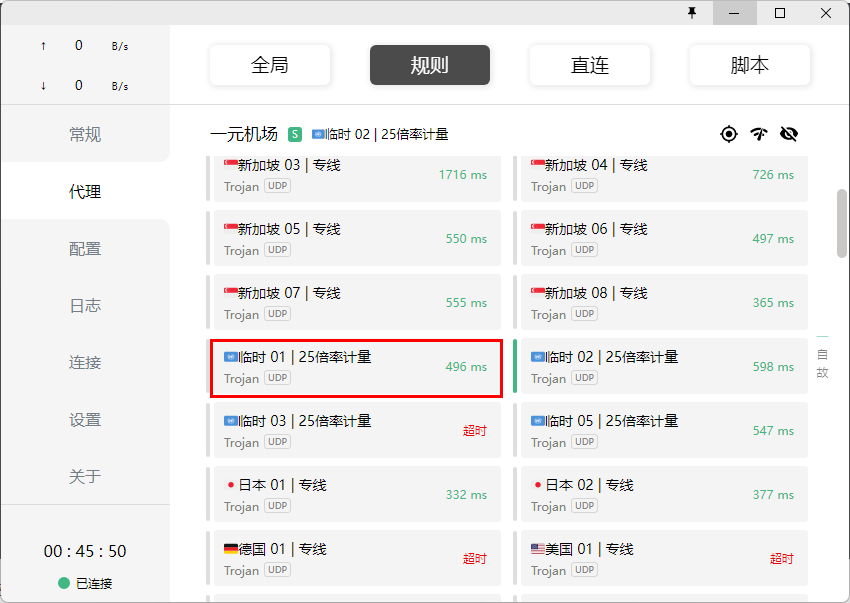 ↑ 0 B/s
↓ 0 B/s
常规
代理
配置
日志
连接
设置
关于
00 : 45 : 50
已连接
全局
规则
直连
脚本
一元机场 S 临时 02 | 25倍率计量
新加坡 03 | 专线
Trojan UDP
1716 ms
新加坡 04 | 专线
Trojan UDP
726 ms
新加坡 05 | 专线
Trojan UDP
550 ms
新加坡 06 | 专线
Trojan UDP
497 ms
新加坡 07 | 专线
Trojan UDP
555 ms
新加坡 08 | 专线
Trojan UDP
365 ms
临时 01 | 25倍率计量
Trojan UDP
496 ms
临时 02 | 25倍率计量
Trojan UDP
598 ms
临时 03 | 25倍率计量
Trojan UDP
超时
临时 05 | 25倍率计量
Trojan UDP
547 ms
日本 01 | 专线
Trojan UDP
332 ms
日本 02 | 专线
Trojan UDP
377 ms
德国 01 | 专线
Trojan UDP
超时
美国 01 | 专线
Trojan UDP
超时
一
自
故